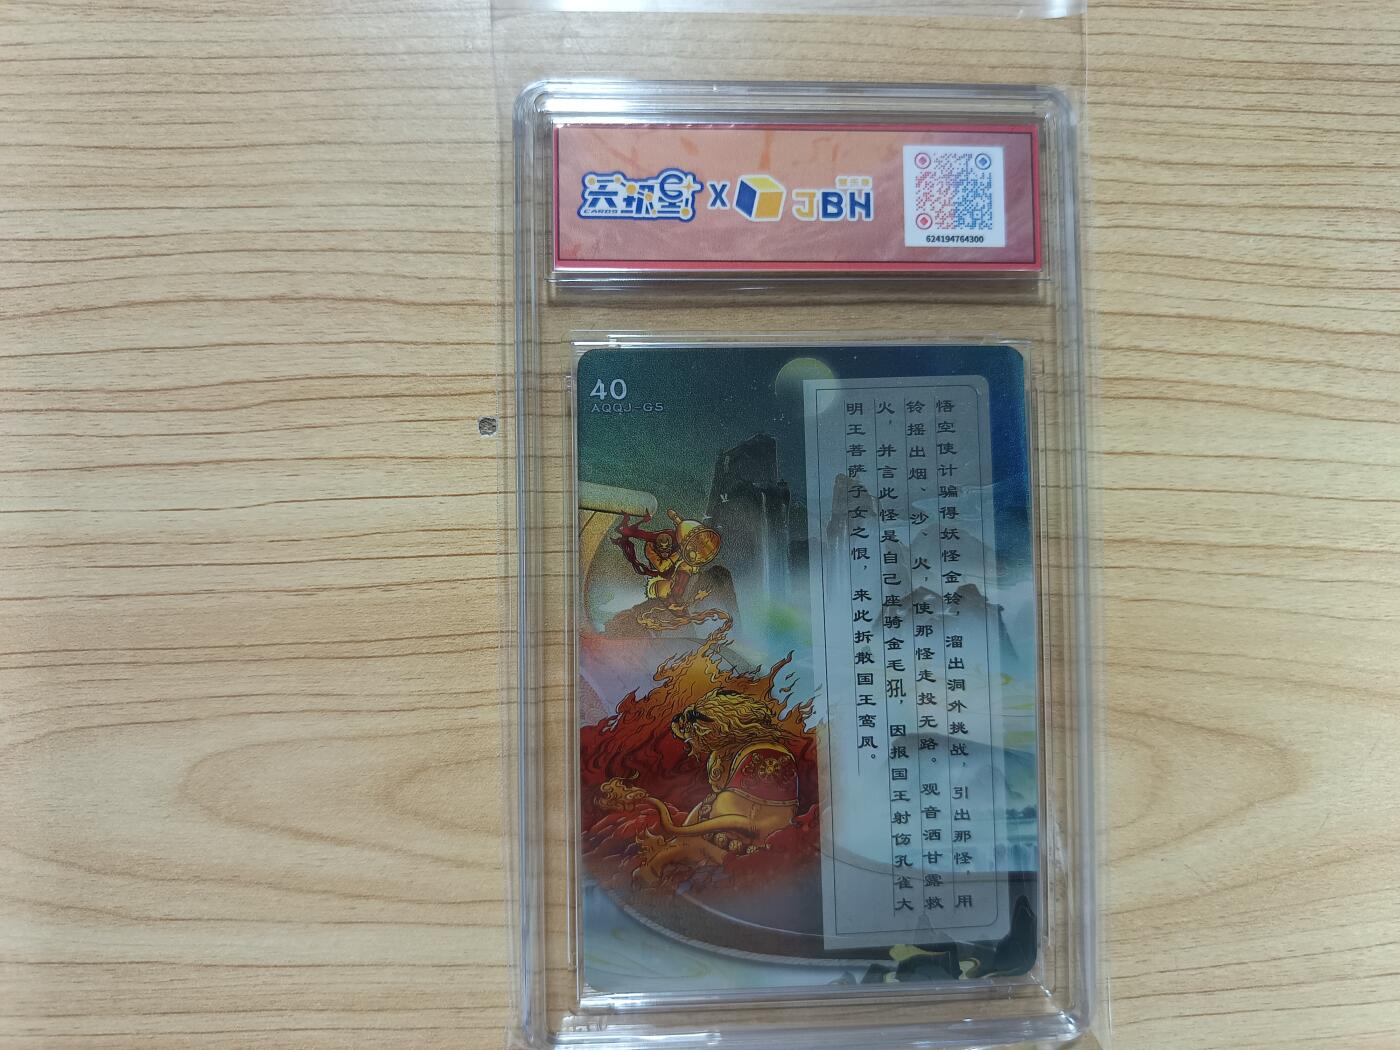 天机星
CARDS
X
JBH
624194764300
40
AQQJ-GS
悟空使计骗得妖怪金铃，溜出洞外挑战，引出那怪，用
铃摇出烟、沙、火，使那怪走投无路。观音洒甘露救
火，并言此怪是自己座骑金毛犼，因报国王射伤孔雀大
明王菩萨子女之恨，来此拆散国王鸾凤。